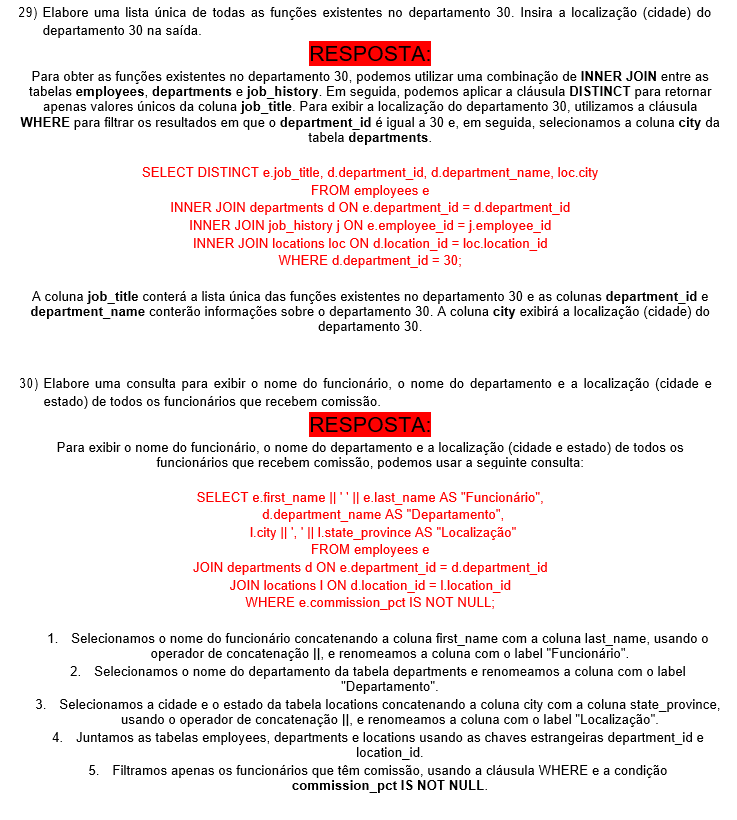 29) Elabore uma lista única de todas as funções existentes no departamento 30. Insira a localização (cidade) do
departamento 30 na saída.
RESPOSTA:
Para obter as funções existentes no departamento 30, podemos utilizar uma combinação de INNER JOIN entre as
tabelas employees, departments e job_history. Em seguida, podemos aplicar a cláusula DISTINCT para retornar
apenas valores únicos da coluna job_title. Para exibir a localização do departamento 30, utilizamos a cláusula
WHERE para filtrar os resultados em que o department_id é igual a 30 e, em seguida, selecionamos a coluna city da
tabela departments.
SELECT DISTINCT e.job_title, d.department_id, d.department_name, loc.city
FROM employees e
INNER JOIN departments d ON e.department_id = d.department_id
INNER JOIN job_history j ON e.employee_id = j.employee_id
INNER JOIN locations loc ON d.location_id = loc.location_id
WHERE d.department_id = 30;
A coluna job_title conterá a lista única das funções existentes no departamento 30 e as colunas department_id e
department_name conterão informações sobre o departamento 30. A coluna city exibirá a localização (cidade) do
departamento 30.
30) Elabore uma consulta para exibir o nome do funcionário, o nome do departamento e a localização (cidade e
estado) de todos os funcionários que recebem comissão.
RESPOSTA:
Para exibir o nome do funcionário, o nome do departamento e a localização (cidade e estado) de todos os
funcionários que recebem comissão, podemos usar a seguinte consulta:
SELECT e.first_name || ' ' || e.last_name AS "Funcionário",
d.department_name AS "Departamento",
l.city || ', ' || l.state_province AS "Localização"
FROM employees e
JOIN departments d ON e.department_id = d.department_id
JOIN locations l ON d.location_id = l.location_id
WHERE e.commission_pct IS NOT NULL;
1. Selecionamos o nome do funcionário concatenando a coluna first_name com a coluna last_name, usando o
operador de concatenação ||, e renomeamos a coluna com o label "Funcionário".
2. Selecionamos o nome do departamento da tabela departments e renomeamos a coluna com o label
"Departamento".
3. Selecionamos a cidade e o estado da tabela locations concatenando a coluna city com a coluna state_province,
usando o operador de concatenação ||, e renomeamos a coluna com o label "Localização".
4. Juntamos as tabelas employees, departments e locations usando as chaves estrangeiras department_id e
location_id.
5. Filtramos apenas os funcionários que têm comissão, usando a cláusula WHERE e a condição
commission_pct IS NOT NULL.